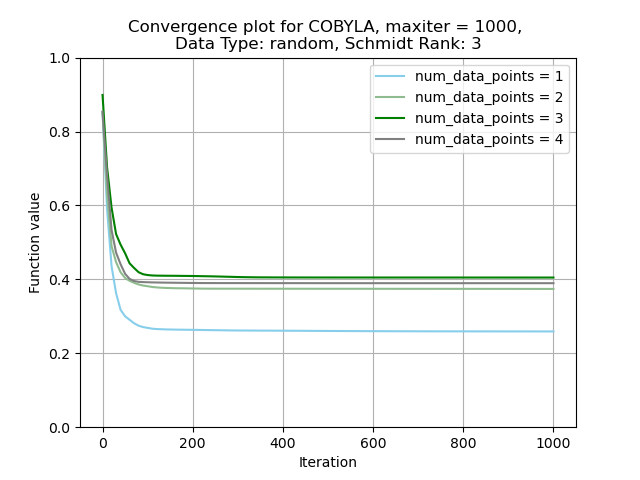 Convergence plot for COBYLA, maxiter = 1000,
Data Type: random, Schmidt Rank: 3
num_data_points = 1
num_data_points = 2
num_data_points = 3
num_data_points = 4
Function value
1.0
0.8
0.6
0.4
0.2
0.0
0 200 400 600 800 1000
Iteration